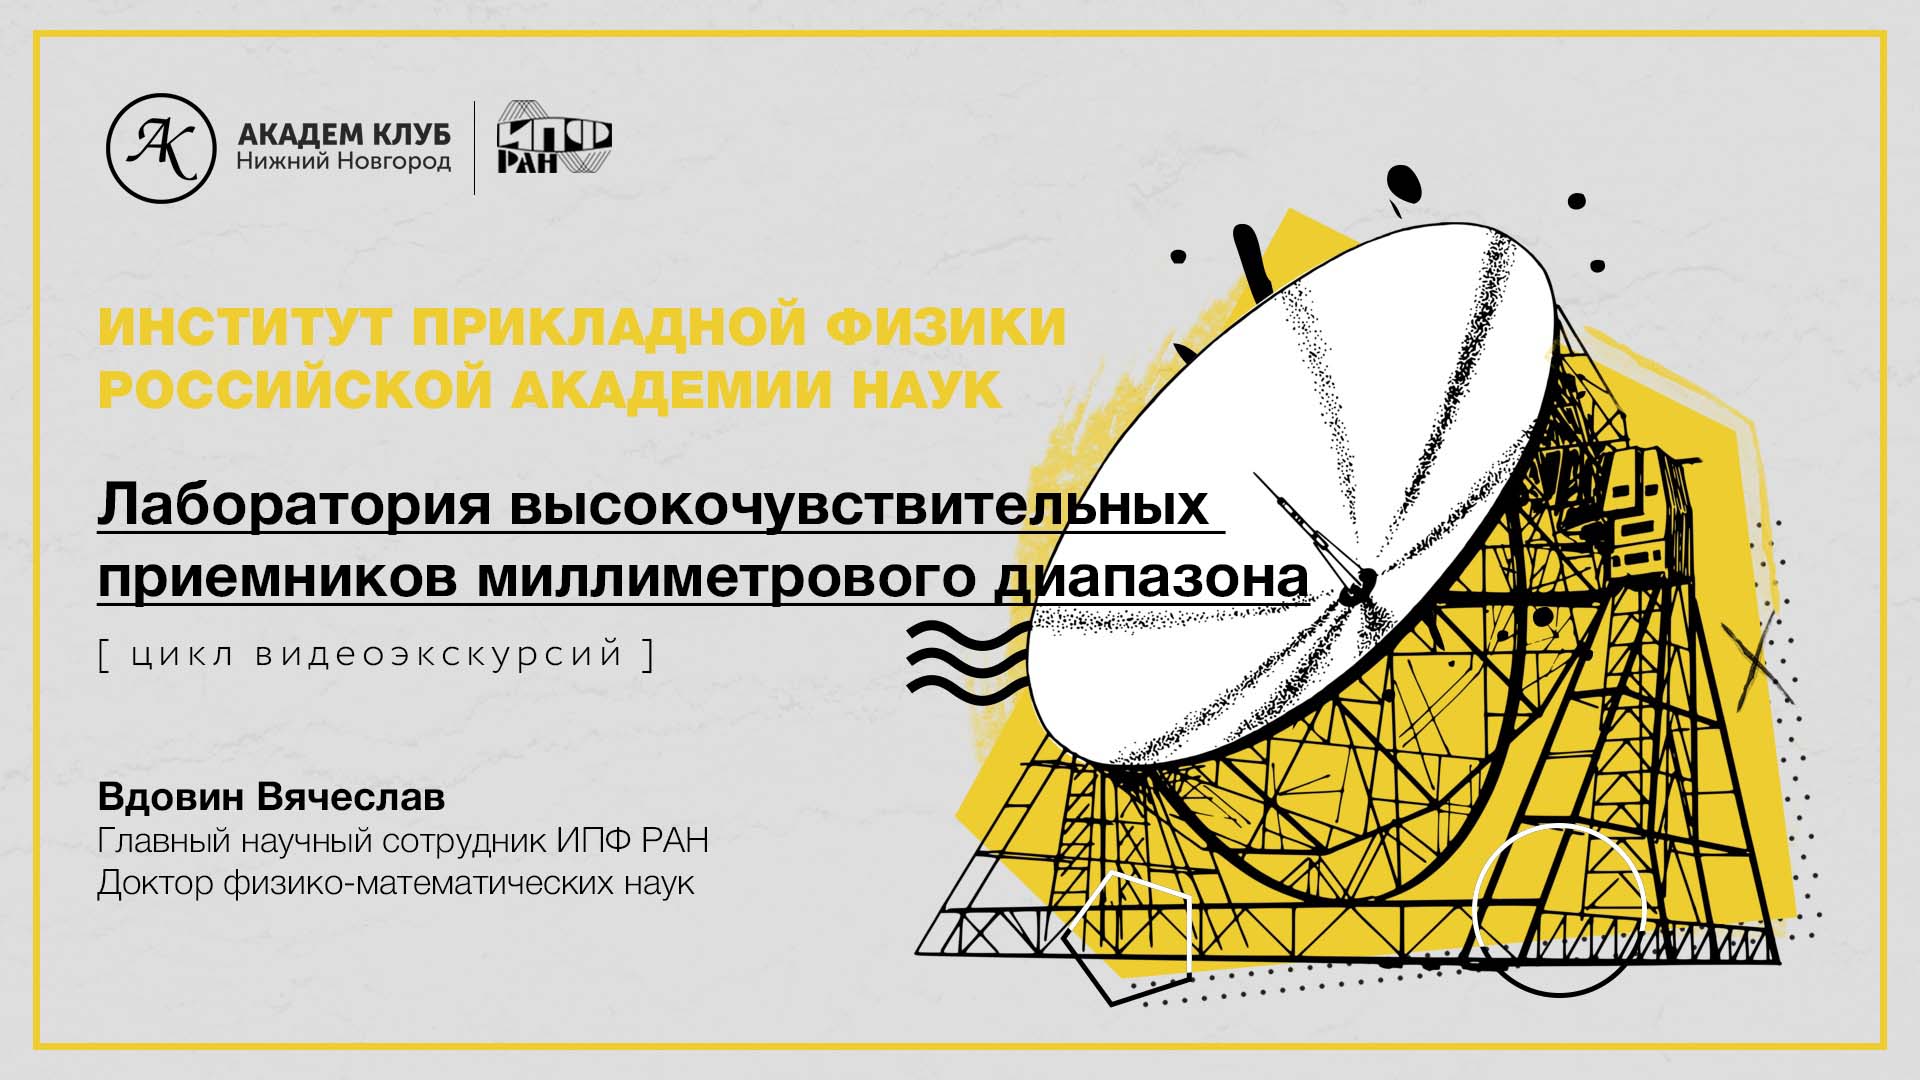 АК
АКАДЕМ КЛУБ
Нижний Новгород
ИПФ
РАН
ИНСТИТУТ ПРИКЛАДНОЙ ФИЗИКИ
РОССИЙСКОЙ АКАДЕМИИ НАУК
Лаборатория высокочувствительных
приемников миллиметрового диапазона
[ цикл видеоэкскурсий ]
Вдовин Вячеслав
Главный научный сотрудник ИПФ РАН
Доктор физико-математических наук